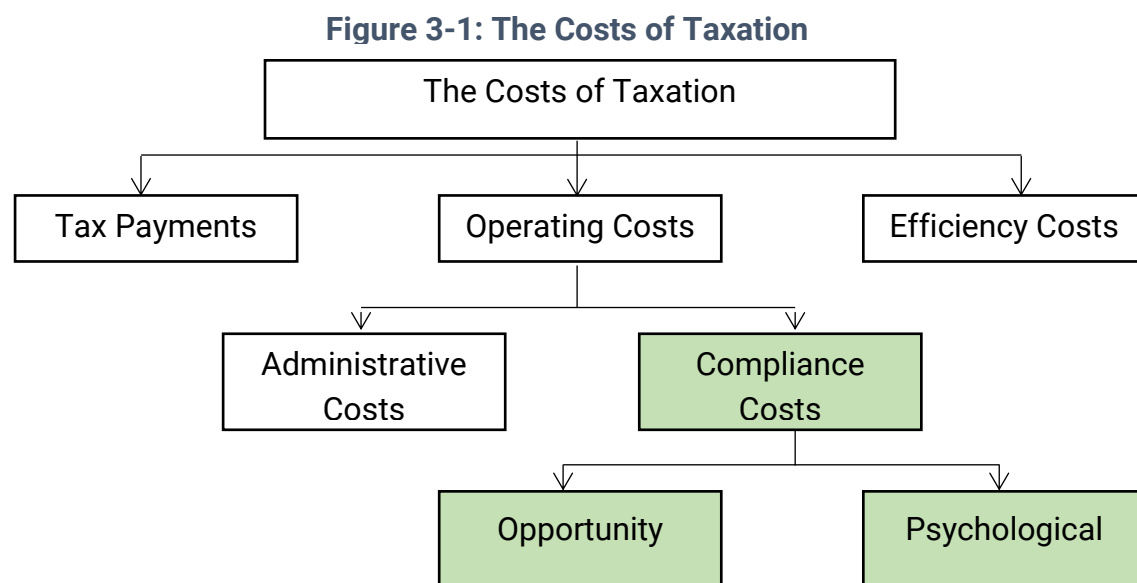 Figure 3-1: The Costs of Taxation
The Costs of Taxation
Tax Payments
Operating Costs
Efficiency Costs
Administrative
Costs
Compliance
Costs
Opportunity
Psychological